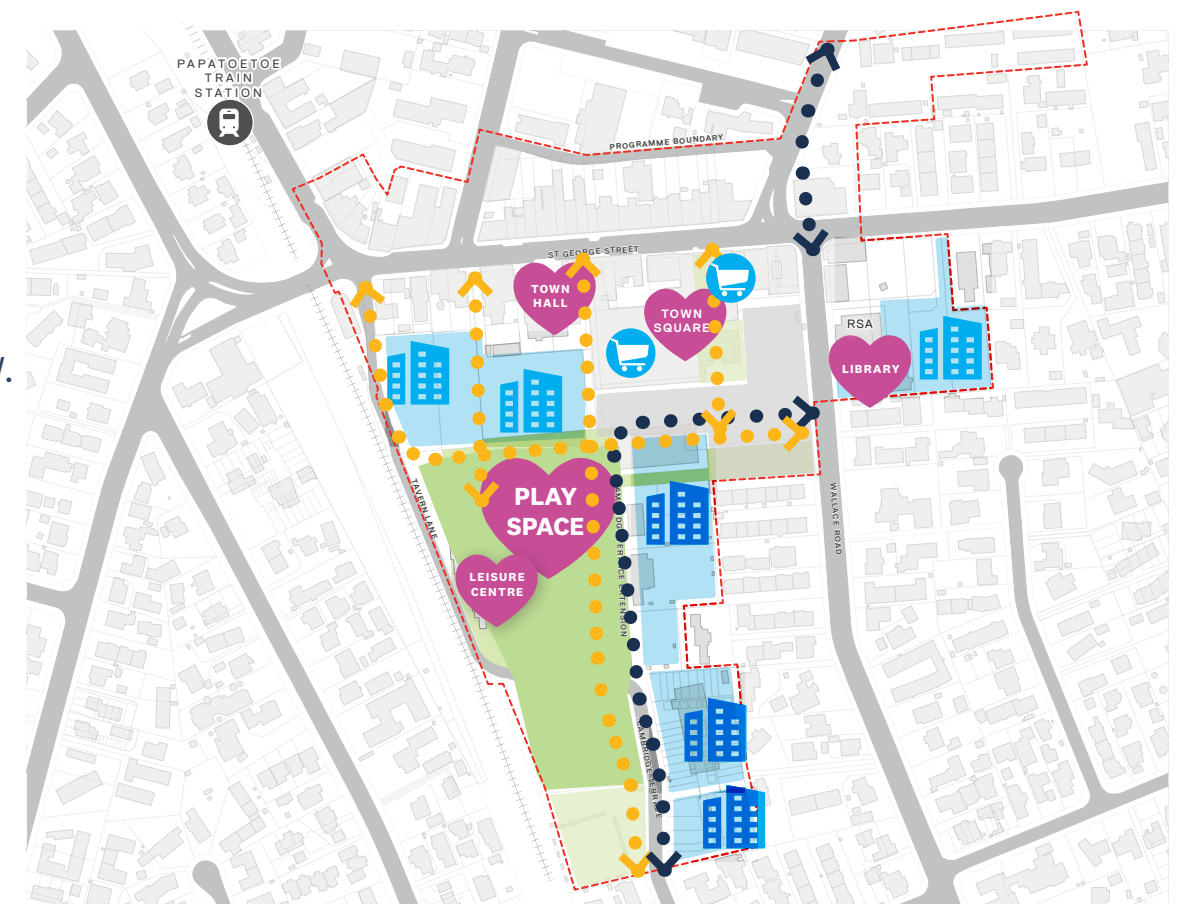 PAPATOETOE
TRAIN
STATION
PROGRAMME BOUNDARY
ST GEORGE STREET
TOWN
HALL
TOWN
SQUARE
RSA
LIBRARY
PLAY
SPACE
TAVERN LANE
LEISURE
CENTRE
EXTENSION
WALLACE ROAD
CAMBRIDGE TERRACE